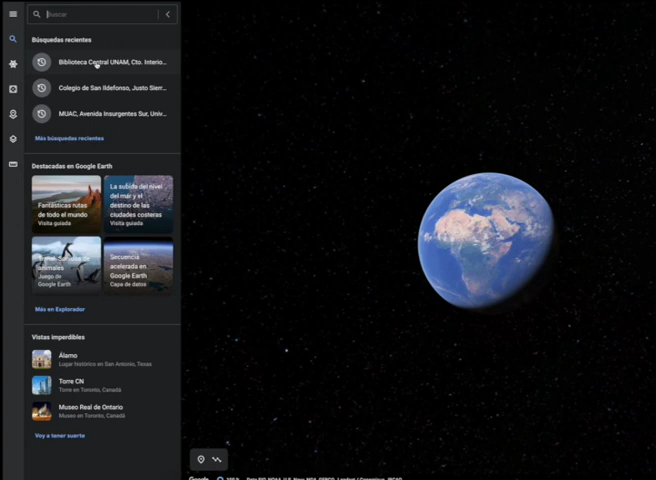 Buscar
Búsquedas recientes
Biblioteca Central UNAM, Cto. Interio...
Colegio de San Ildefonso, Justo Sierr...
MUAC, Avenida Insurgentes Sur, Univ...
Más búsquedas recientes
Destacadas en Google Earth
Fantásticas rutas
de todo el mundo
Visita guiada
La subida del nivel
del mar y el
destino de las
ciudades costeras
Visita guiada
animales
Juego de
Google Earth
Secuencia
acelerada en
Google Earth
Capa de datos
Más en Explorador
Vistas imperdibles
Álamo
Lugar histórico en San Antonio, Texas
Torre CN
Torre en Toronto, Canadá
Museo Real de Ontario
Museo en Toronto, Canadá
Voy a tener suerte
Google